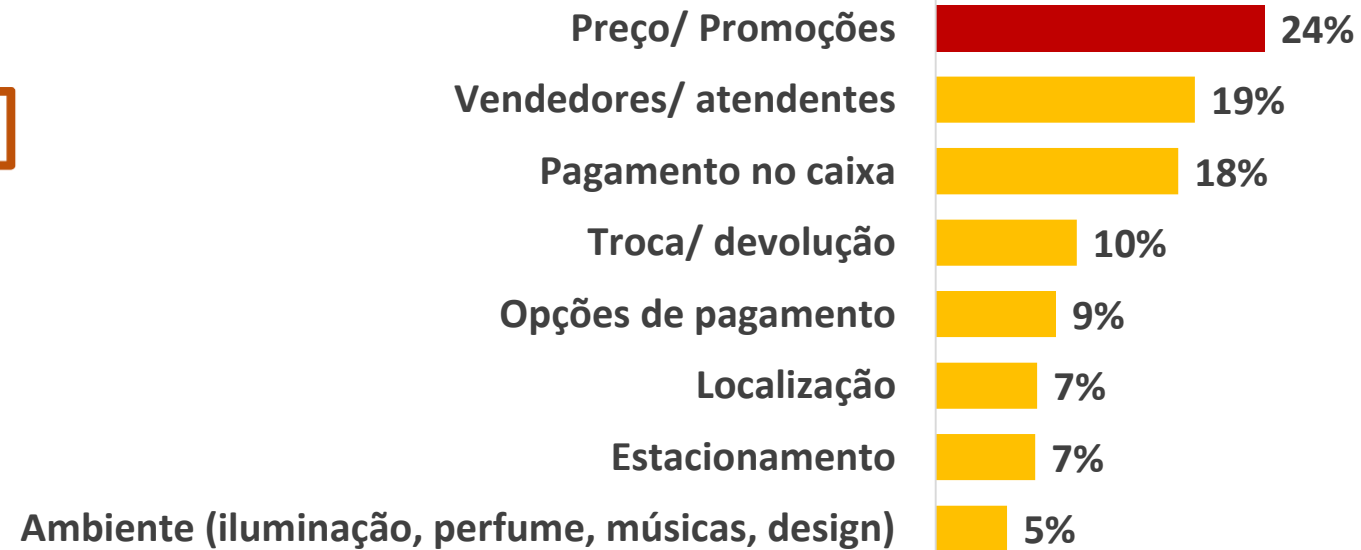 Preço/ Promoções 24%
Vendedores/ atendentes 19%
Pagamento no caixa 18%
Troca/ devolução 10%
Opções de pagamento 9%
Localização 7%
Estacionamento 7%
Ambiente (iluminação, perfume, músicas, design) 5%